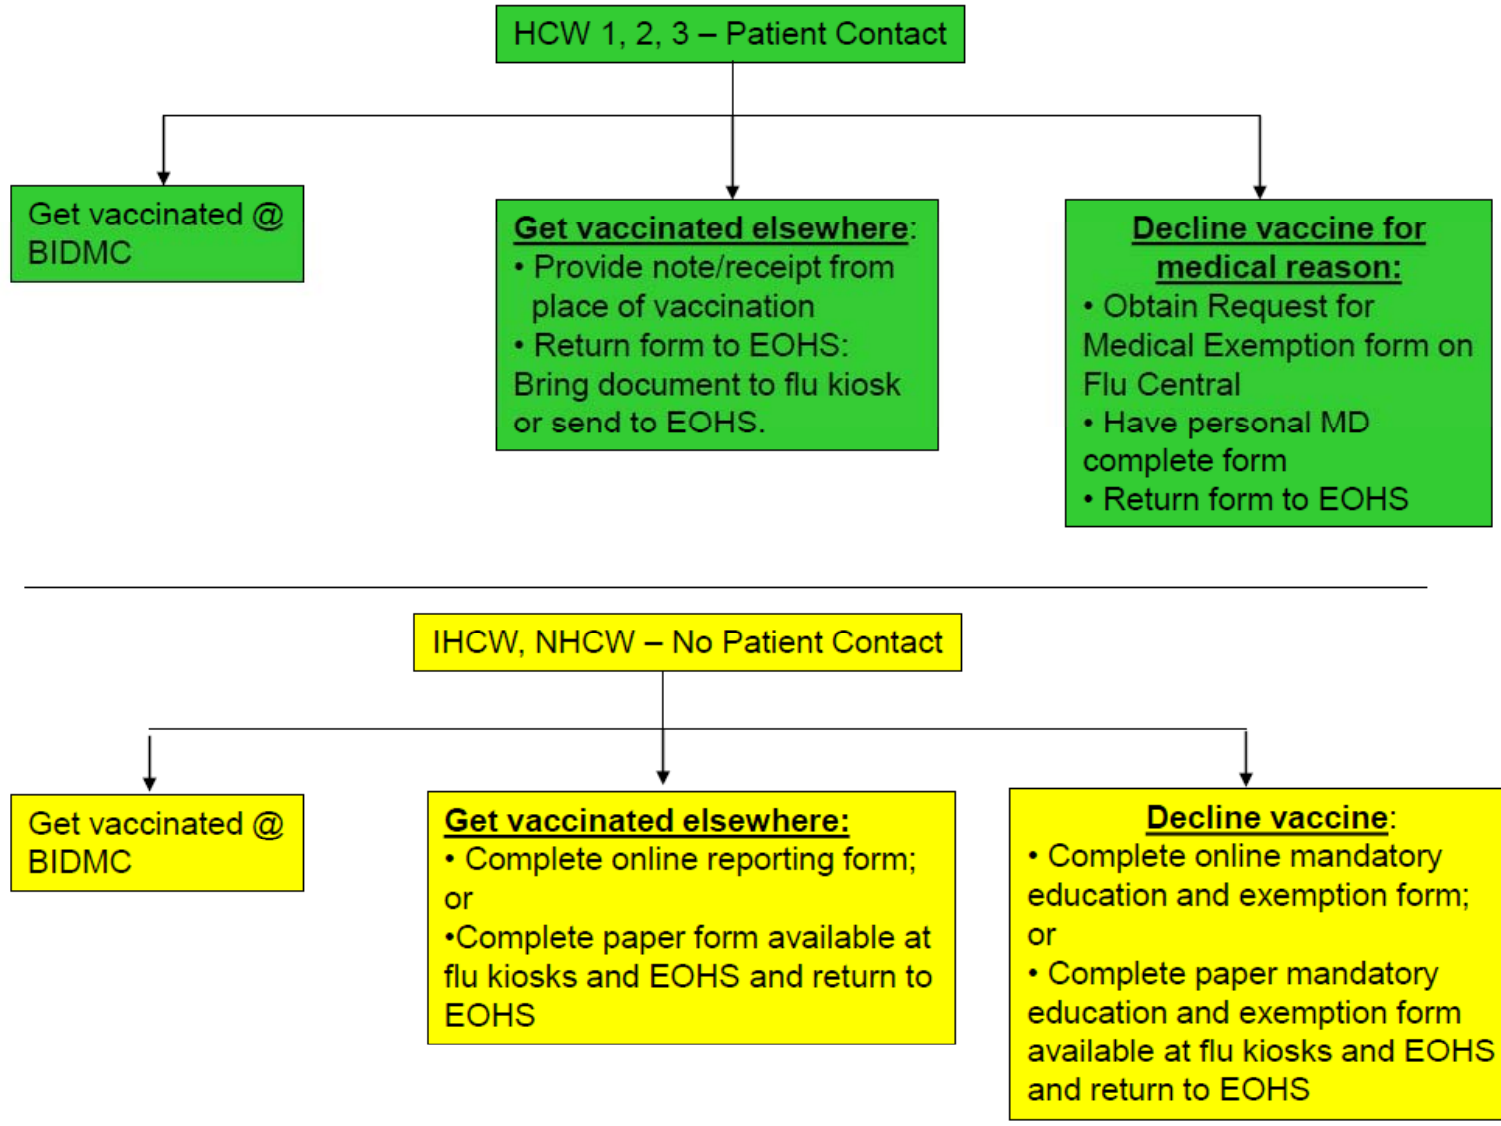 HCW 1, 2, 3 – Patient Contact
Get vaccinated @
BIDMC
Get vaccinated elsewhere:
• Provide note/receipt from
place of vaccination
• Return form to EOHS:
Bring document to flu kiosk
or send to EOHS.
Decline vaccine for
medical reason:
• Obtain Request for
Medical Exemption form on
Flu Central
• Have personal MD
complete form
• Return form to EOHS
IHCW, NHCW – No Patient Contact
Get vaccinated @
BIDMC
Get vaccinated elsewhere:
• Complete online reporting form;
or
•Complete paper form available at
flu kiosks and EOHS and return to
EOHS
Decline vaccine:
• Complete online mandatory
education and exemption form;
or
• Complete paper mandatory
education and exemption form
available at flu kiosks and EOHS
and return to EOHS